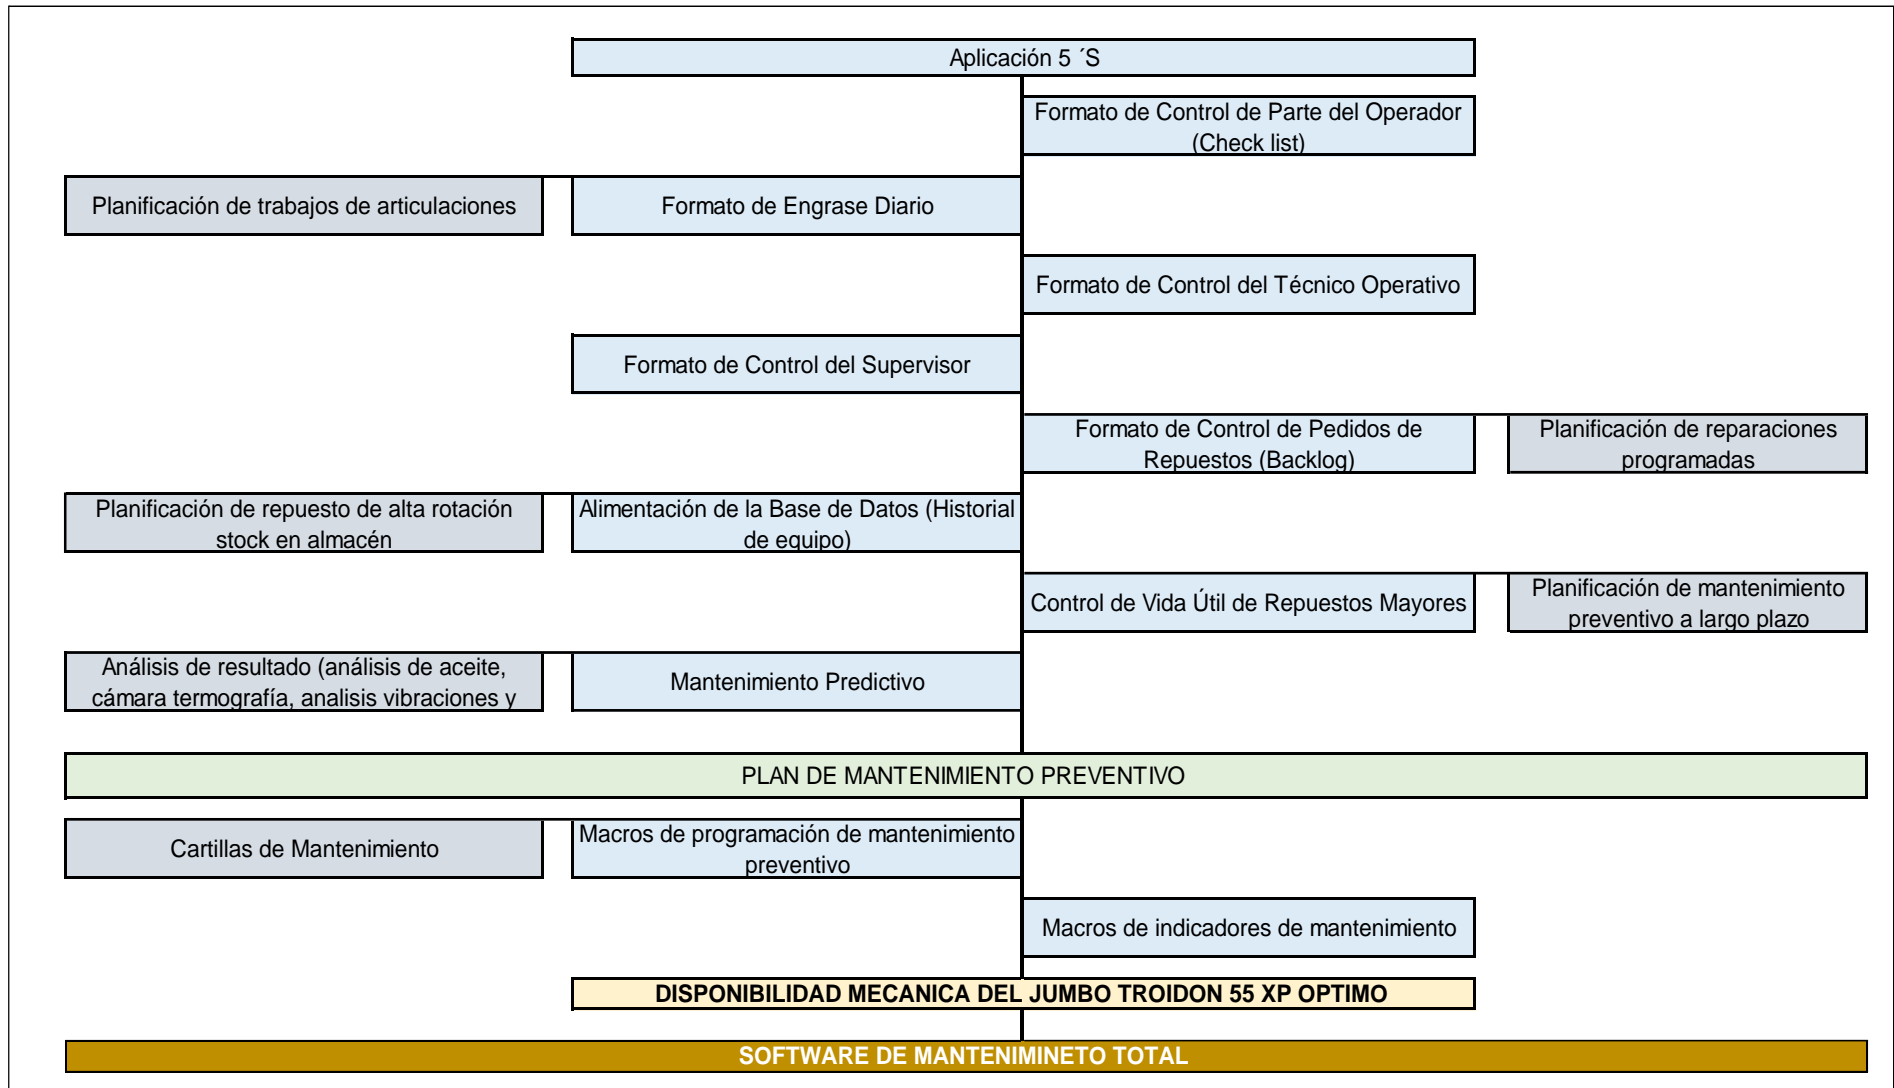 Aplicación 5 ´S
Formato de Control de Parte del Operador
(Check list)
Planificación de trabajos de articulaciones
Formato de Engrase Diario
Formato de Control del Técnico Operativo
Formato de Control del Supervisor
Formato de Control de Pedidos de
Repuestos (Backlog)
Planificación de reparaciones
programadas
Planificación de repuesto de alta rotación
stock en almacén
Alimentación de la Base de Datos (Historial
de equipo)
Control de Vida Útil de Repuestos Mayores
Planificación de mantenimiento
preventivo a largo plazo
Análisis de resultado (análisis de aceite,
cámara termografía, analisis vibraciones y
Mantenimiento Predictivo
PLAN DE MANTENIMIENTO PREVENTIVO
Cartillas de Mantenimiento
Macros de programación de mantenimiento
preventivo
Macros de indicadores de mantenimiento
DISPONIBILIDAD MECANICA DEL JUMBO TROIDON 55 XP OPTIMO
SOFTWARE DE MANTENIMINETO TOTAL